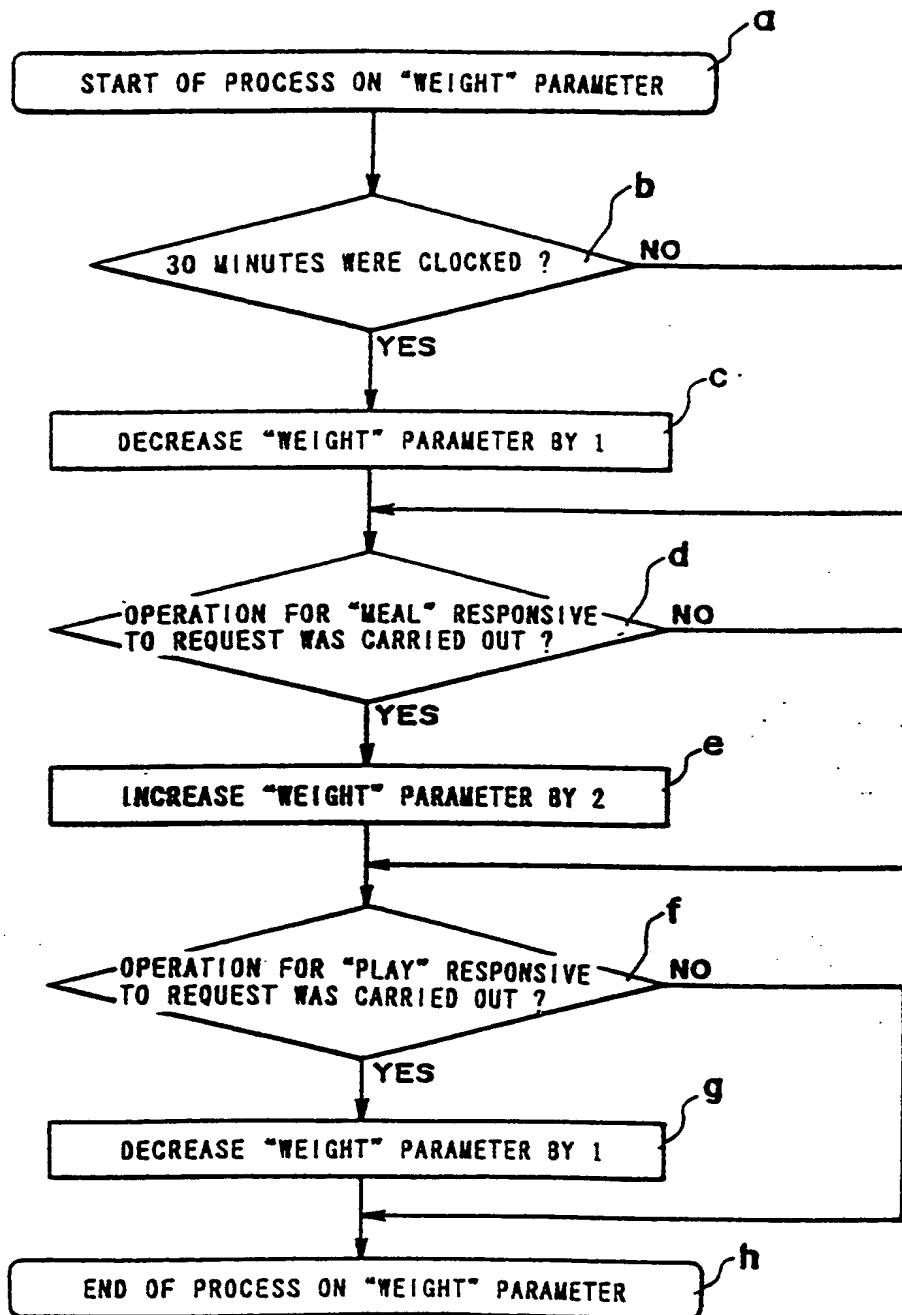 a
START OF PROCESS ON "WEIGHT" PARAMETER
b
30 MINUTES WERE CLOCKED ?
NO
YES
c
DECREASE "WEIGHT" PARAMETER BY 1
d
OPERATION FOR "MEAL" RESPONSIVE
TO REQUEST WAS CARRIED OUT ?
NO
YES
e
INCREASE "WEIGHT" PARAMETER BY 2
f
OPERATION FOR "PLAY" RESPONSIVE
TO REQUEST WAS CARRIED OUT ?
NO
YES
g
DECREASE "WEIGHT" PARAMETER BY 1
h
END OF PROCESS ON "WEIGHT" PARAMETER